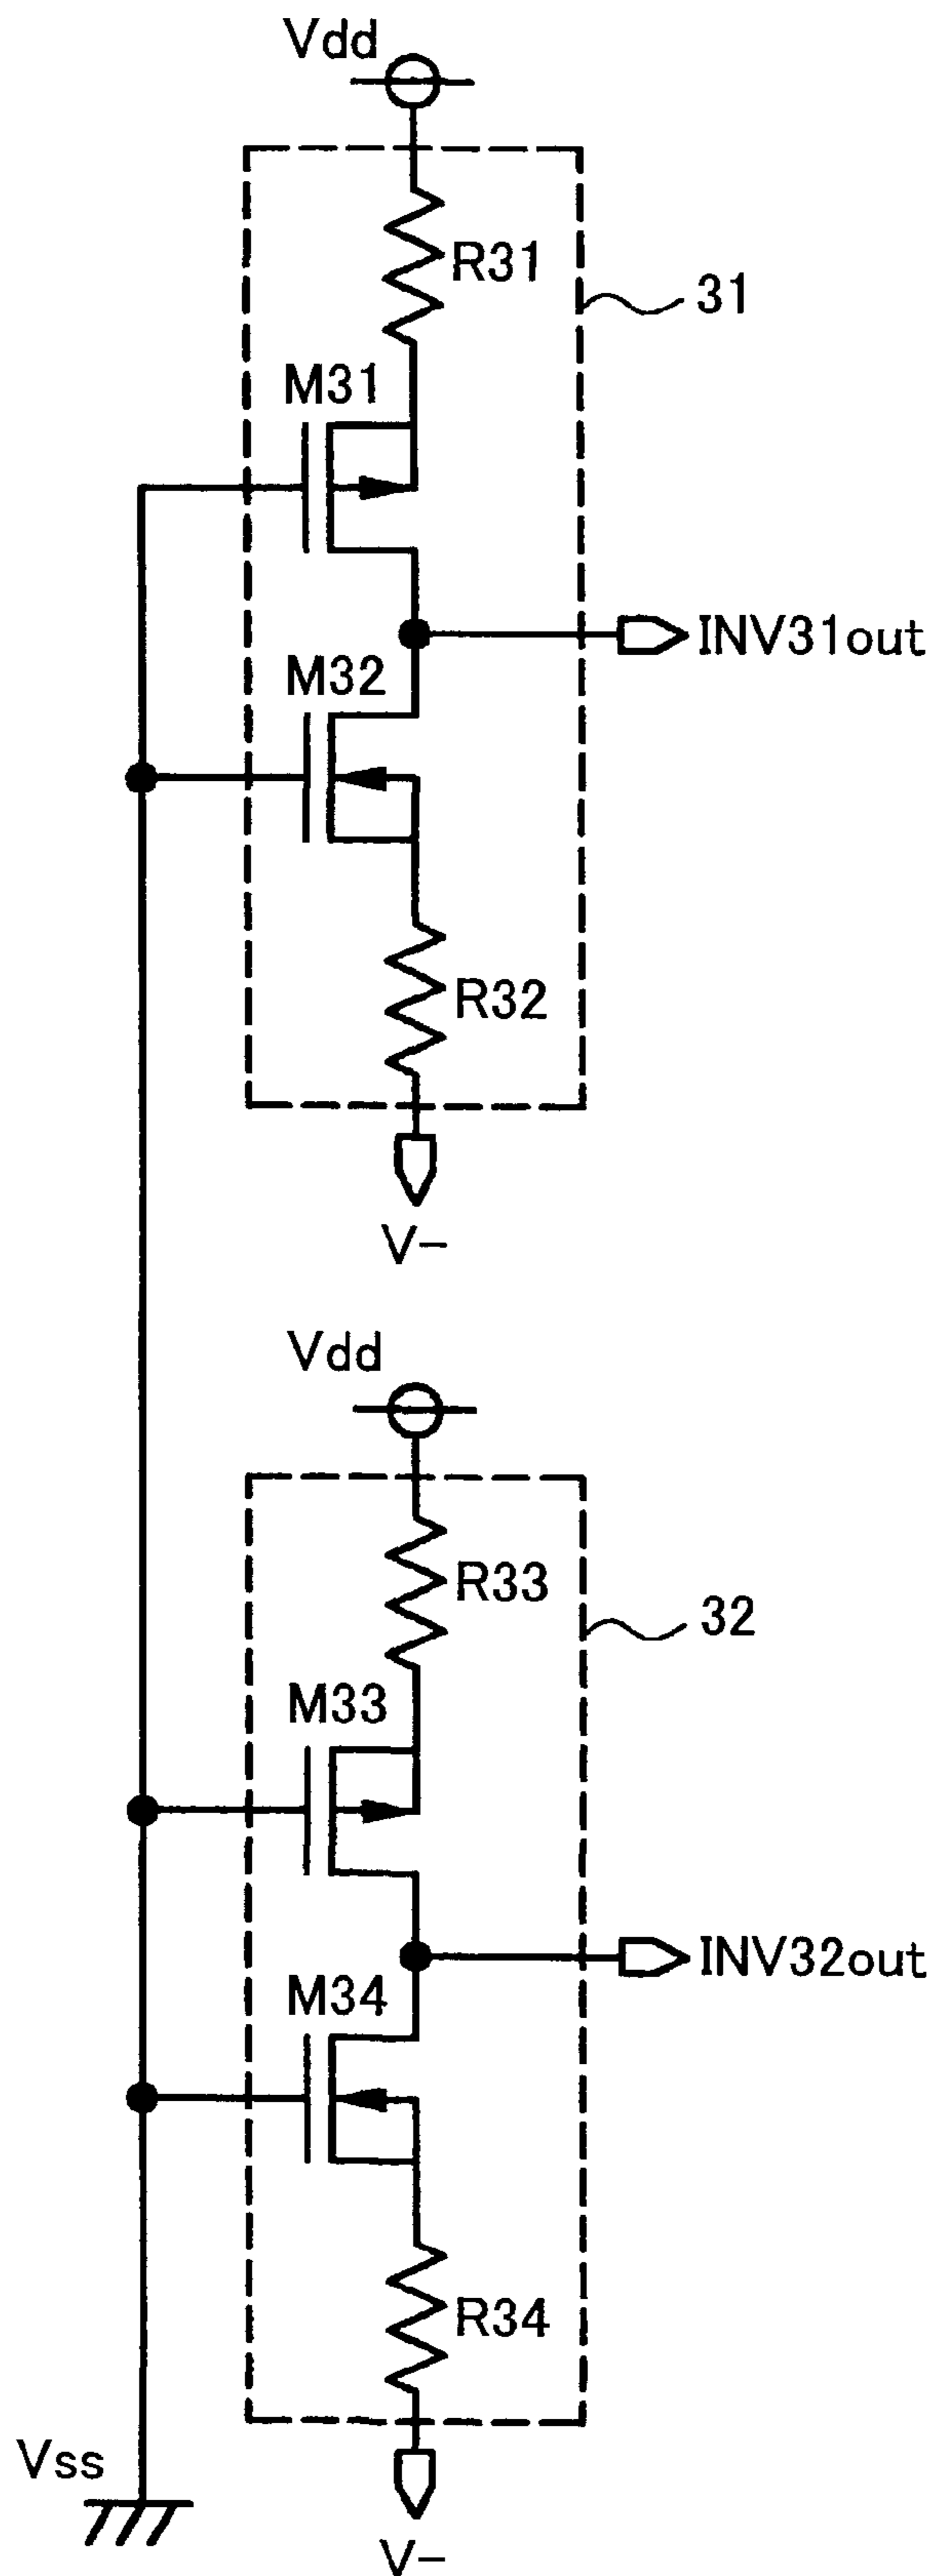 Vdd
R31
31
M31
INV31out
M32
R32
V-
Vdd
R33
32
M33
INV32out
M34
R34
Vss
V-